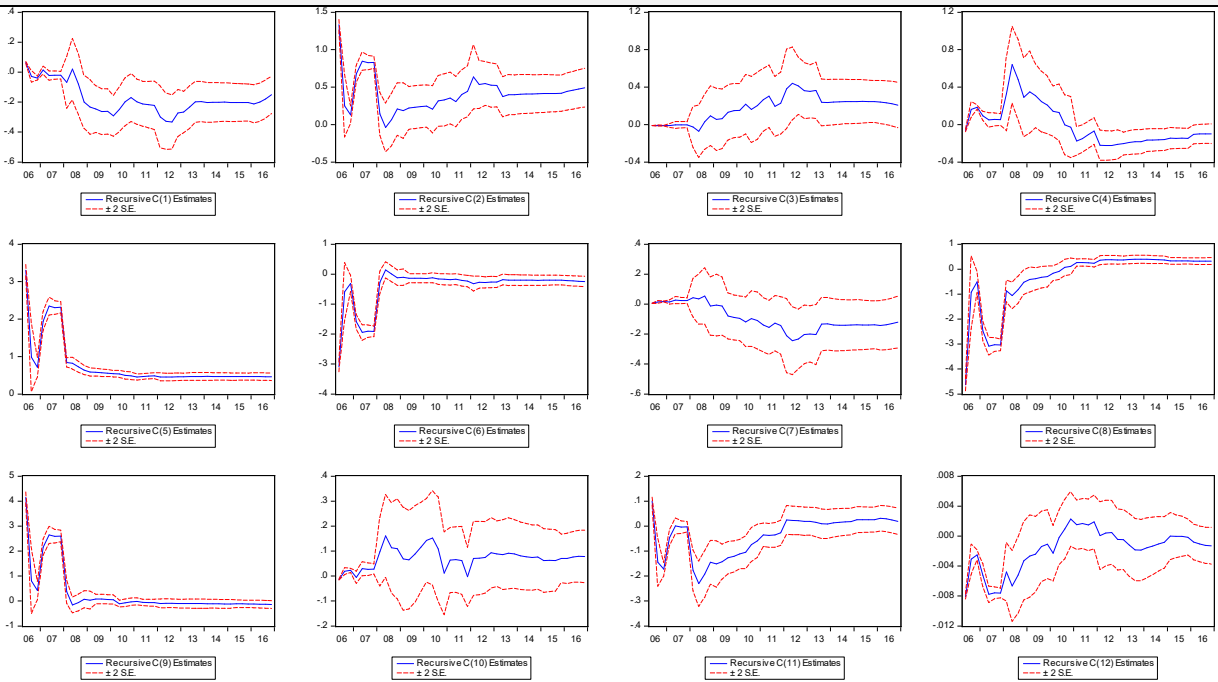 .4
.2
.0
-.2
-.4
-.6
06 07 08 09 10 11 12 13 14 15 16
Recursive C(1) Estimates
± 2 S.E.
1.5
1.0
0.5
0.0
-0.5
06 07 08 09 10 11 12 13 14 15 16
Recursive C(2) Estimates
± 2 S.E.
1.2
0.8
0.4
0.0
-0.4
06 07 08 09 10 11 12 13 14 15 16
Recursive C(3) Estimates
± 2 S.E.
1.2
0.8
0.4
0.0
-0.4
06 07 08 09 10 11 12 13 14 15 16
Recursive C(4) Estimates
± 2 S.E.
4
3
2
1
0
06 07 08 09 10 11 12 13 14 15 16
Recursive C(5) Estimates
± 2 S.E.
1
0
-1
-2
-3
-4
06 07 08 09 10 11 12 13 14 15 16
Recursive C(6) Estimates
± 2 S.E.
.4
.2
.0
-.2
-.4
-.6
06 07 08 09 10 11 12 13 14 15 16
Recursive C(7) Estimates
± 2 S.E.
1
0
-1
-2
-3
-4
-5
06 07 08 09 10 11 12 13 14 15 16
Recursive C(8) Estimates
± 2 S.E.
5
4
3
2
1
0
-1
06 07 08 09 10 11 12 13 14 15 16
Recursive C(9) Estimates
± 2 S.E.
.4
.3
.2
.1
.0
-.1
-.2
06 07 08 09 10 11 12 13 14 15 16
Recursive C(10) Estimates
± 2 S.E.
.2
.1
.0
-.1
-.2
-.3
-.4
06 07 08 09 10 11 12 13 14 15 16
Recursive C(11) Estimates
± 2 S.E.
.008
.004
.000
-.004
-.008
-.012
06 07 08 09 10 11 12 13 14 15 16
Recursive C(12) Estimates
± 2 S.E.